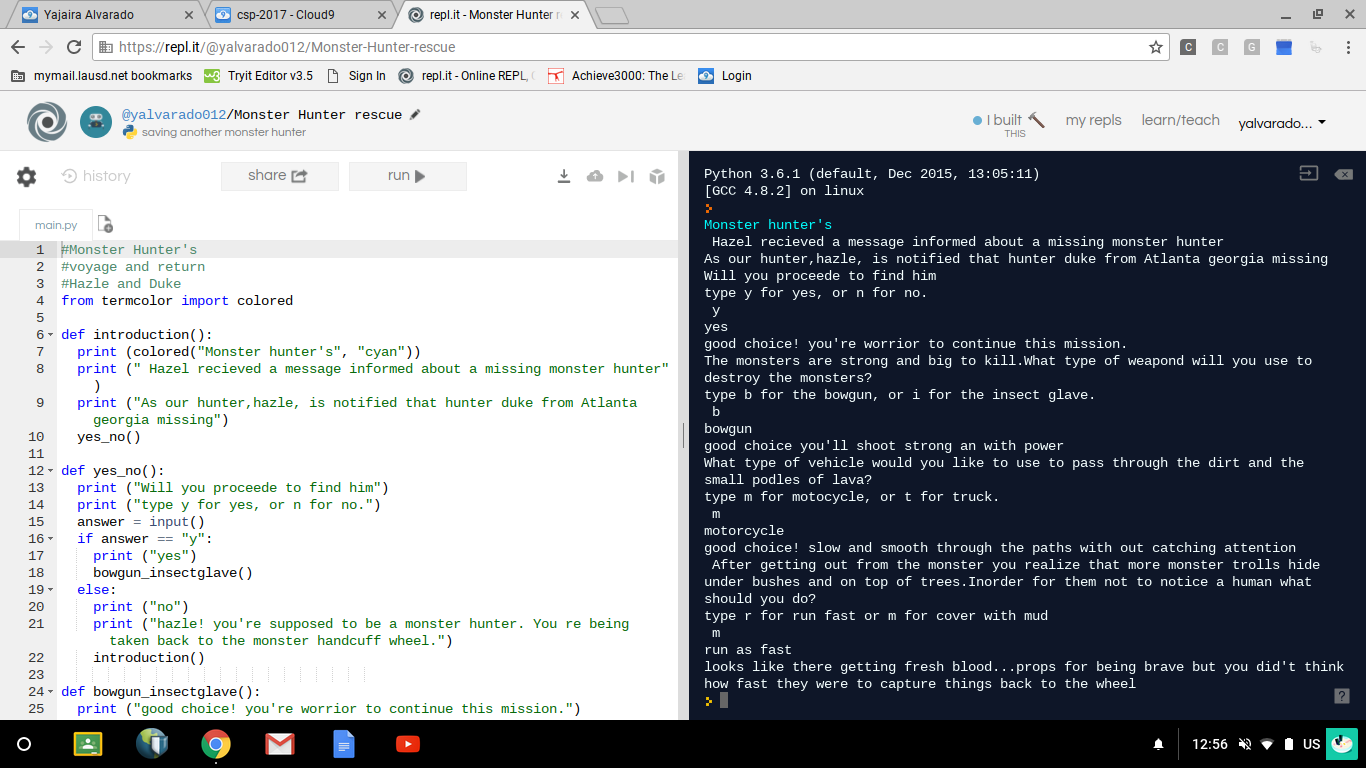 Yajaira Alvarado
csp-2017 - Cloud9
repl.it - Monster Hunter
https://repl.it/@yalvarado012/Monster-Hunter-rescue
C C G
mymail.lausd.net bookmarks
Tryit Editor v3.5
Sign In
repl.it - Online REPL,
Achieve3000: The Le
Login
@yalvarado012/Monster Hunter rescue
saving another monster hunter
I built
THIS
my repls
learn/teach
yalvarado...
history
share
run
main.py
1 #Monster Hunter's
2 #voyage and return
3 #Hazle and Duke
4 from termcolor import colored
5
6 def introduction():
7 print (colored("Monster hunter's", "cyan"))
8 print (" Hazel recieved a message informed about a missing monster hunter"
)
9 print ("As our hunter,hazle, is notified that hunter duke from Atlanta
georgia missing")
10 yes_no()
11
12 def yes_no():
13 print ("Will you proceede to find him")
14 print ("type y for yes, or n for no.")
15 answer = input()
16 if answer == "y":
17 print ("yes")
18 bowgun_insectglave()
19 else:
20 print ("no")
21 print ("hazle! you're supposed to be a monster hunter. You re being
taken back to the monster handcuff wheel.")
22 introduction()
23
24 def bowgun_insectglave():
25 print ("good choice! you're worrior to continue this mission.")
Python 3.6.1 (default, Dec 2015, 13:05:11)
[GCC 4.8.2] on linux
Monster hunter's
Hazel recieved a message informed about a missing monster hunter
As our hunter,hazle, is notified that hunter duke from Atlanta georgia missing
Will you proceede to find him
type y for yes, or n for no.
y
yes
good choice! you're worrior to continue this mission.
The monsters are strong and big to kill.What type of weapond will you use to
destroy the monsters?
type b for the bowgun, or i for the insect glave.
b
bowgun
good choice you'll shoot strong an with power
What type of vehicle would you like to use to pass through the dirt and the
small podles of lava?
type m for motocycle, or t for truck.
m
motorcycle
good choice! slow and smooth through the paths with out catching attention
After getting out from the monster you realize that more monster trolls hide
under bushes and on top of trees.Inorder for them not to notice a human what
should you do?
type r for run fast or m for cover with mud
m
run as fast
looks like there getting fresh blood...props for being brave but you did't think
how fast they were to capture things back to the wheel
?
12:56
US